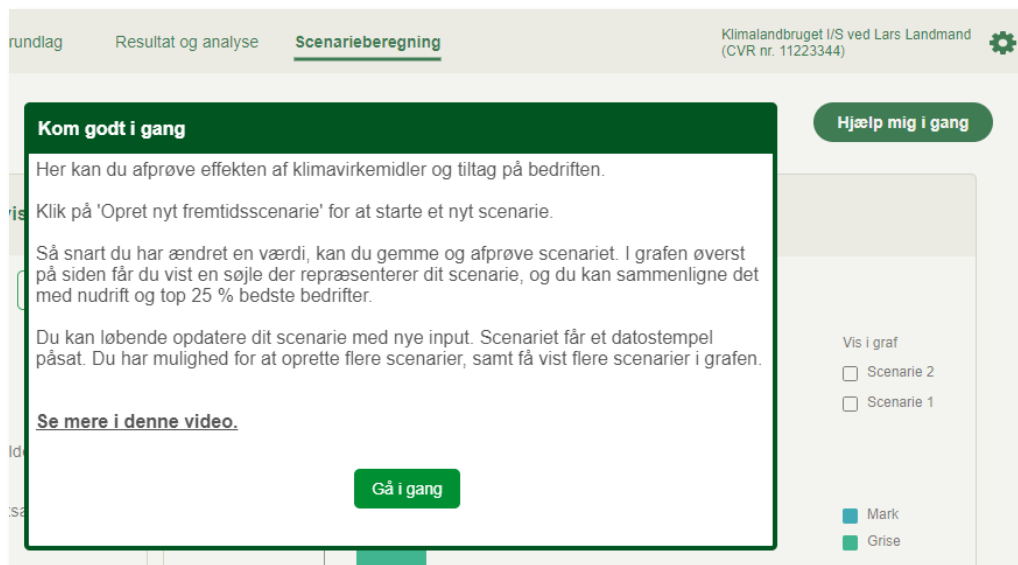 Resultat og analyse
Scenarieberegning
Klimalandbruget I/S ved Lars Landmand
(CVR nr. 11223344)
Kom godt i gang
Hjælp mig i gang
Her kan du afprøve effekten af klimavirkemidler og tiltag på bedriften.
Klik på 'Opret nyt fremtidsscenarie' for at starte et nyt scenarie.
Så snart du har ændret en værdi, kan du gemme og afprøve scenariet. I grafen øverst
på siden får du vist en søjle der repræsenterer dit scenarie, og du kan sammenligne det
med nudrift og top 25 % bedste bedrifter.
Du kan løbende opdatere dit scenarie med nye input. Scenariet får et datostempel
påsat. Du har mulighed for at oprette flere scenarier, samt få vist flere scenarier i grafen.
Vis i graf
Scenarie 2
Scenarie 1
Se mere i denne video.
Gå i gang
Mark
Grise